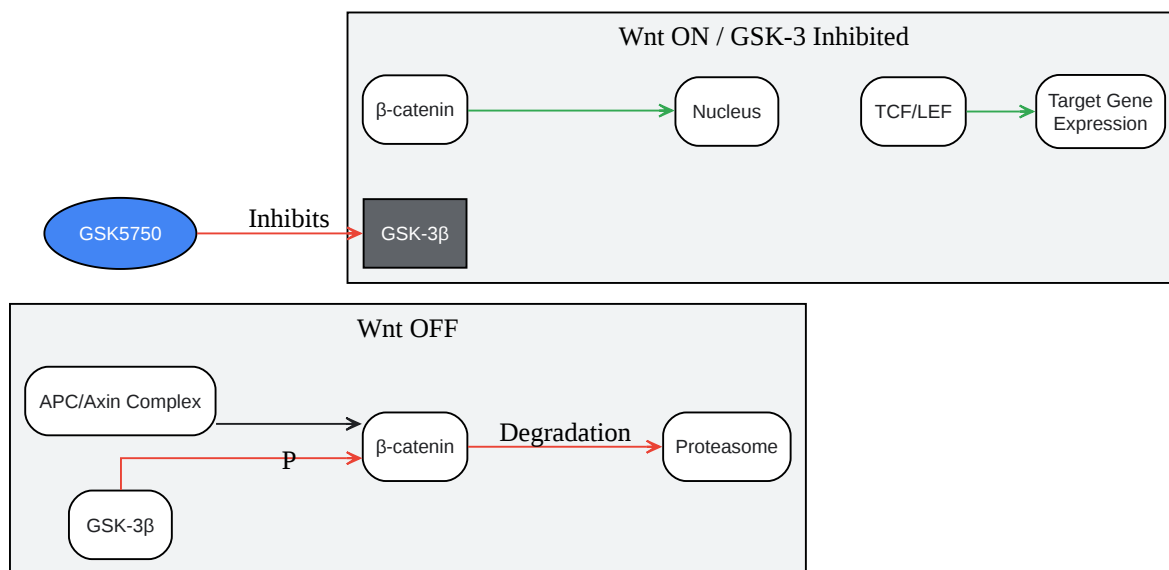 Wnt ON / GSK-3 Inhibited
β-catenin
Nucleus
TCF/LEF
Target Gene
Expression
GSK5750
Inhibits
GSK-3β
Wnt OFF
APC/Axin Complex
β-catenin
Degradation
Proteasome
P
GSK-3β